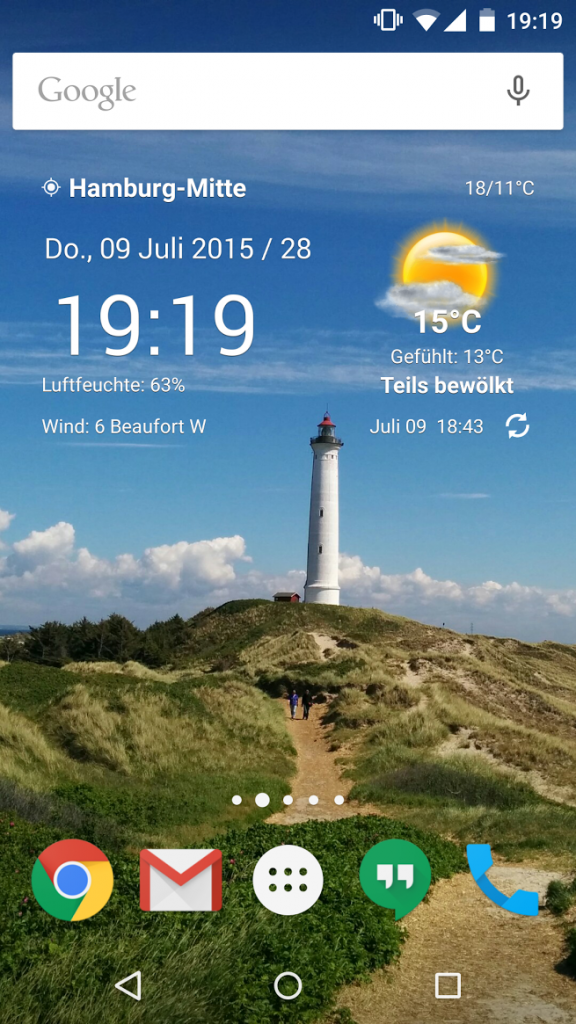 19:19
Google
Hamburg-Mitte
18/11°C
Do., 09 Juli 2015 / 28
19:19
15°C
Gefühlt: 13°C
Luftfeuchte: 63%
Teils bewölkt
Wind: 6 Beaufort W
Juli 09 18:43